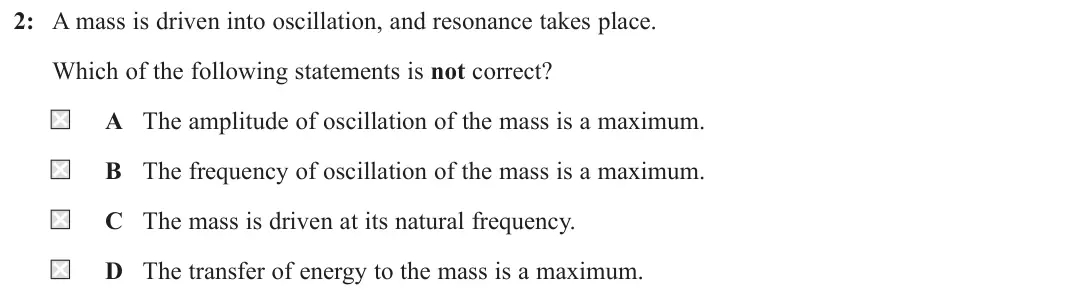 2: A mass is driven into oscillation, and resonance takes place.
Which of the following statements is not correct?
A The amplitude of oscillation of the mass is a maximum.
B The frequency of oscillation of the mass is a maximum.
C The mass is driven at its natural frequency.
D The transfer of energy to the mass is a maximum.